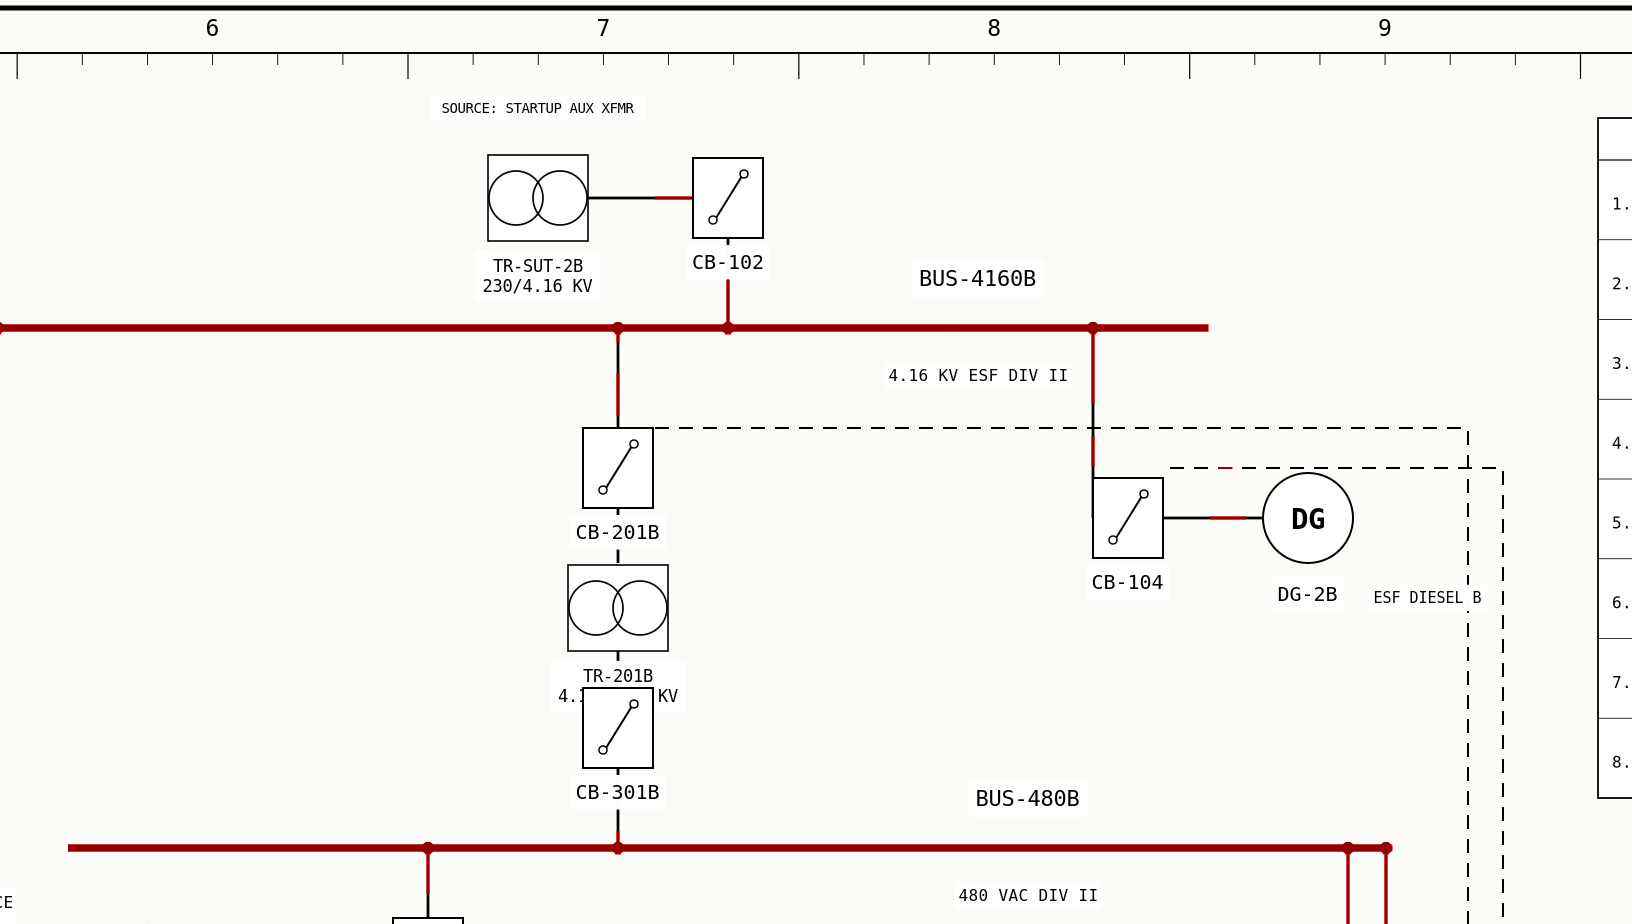 6 7 8 9
SOURCE: STARTUP AUX XFMR
TR-SUT-2B
230/4.16 KV
CB-102
BUS-4160B
4.16 KV ESF DIV II
CB-201B
DG
CB-104
DG-2B
ESF DIESEL B
TR-201B
KV
CB-301B
BUS-480B
480 VAC DIV II
1.
2.
3.
4.
5.
6.
7.
8.